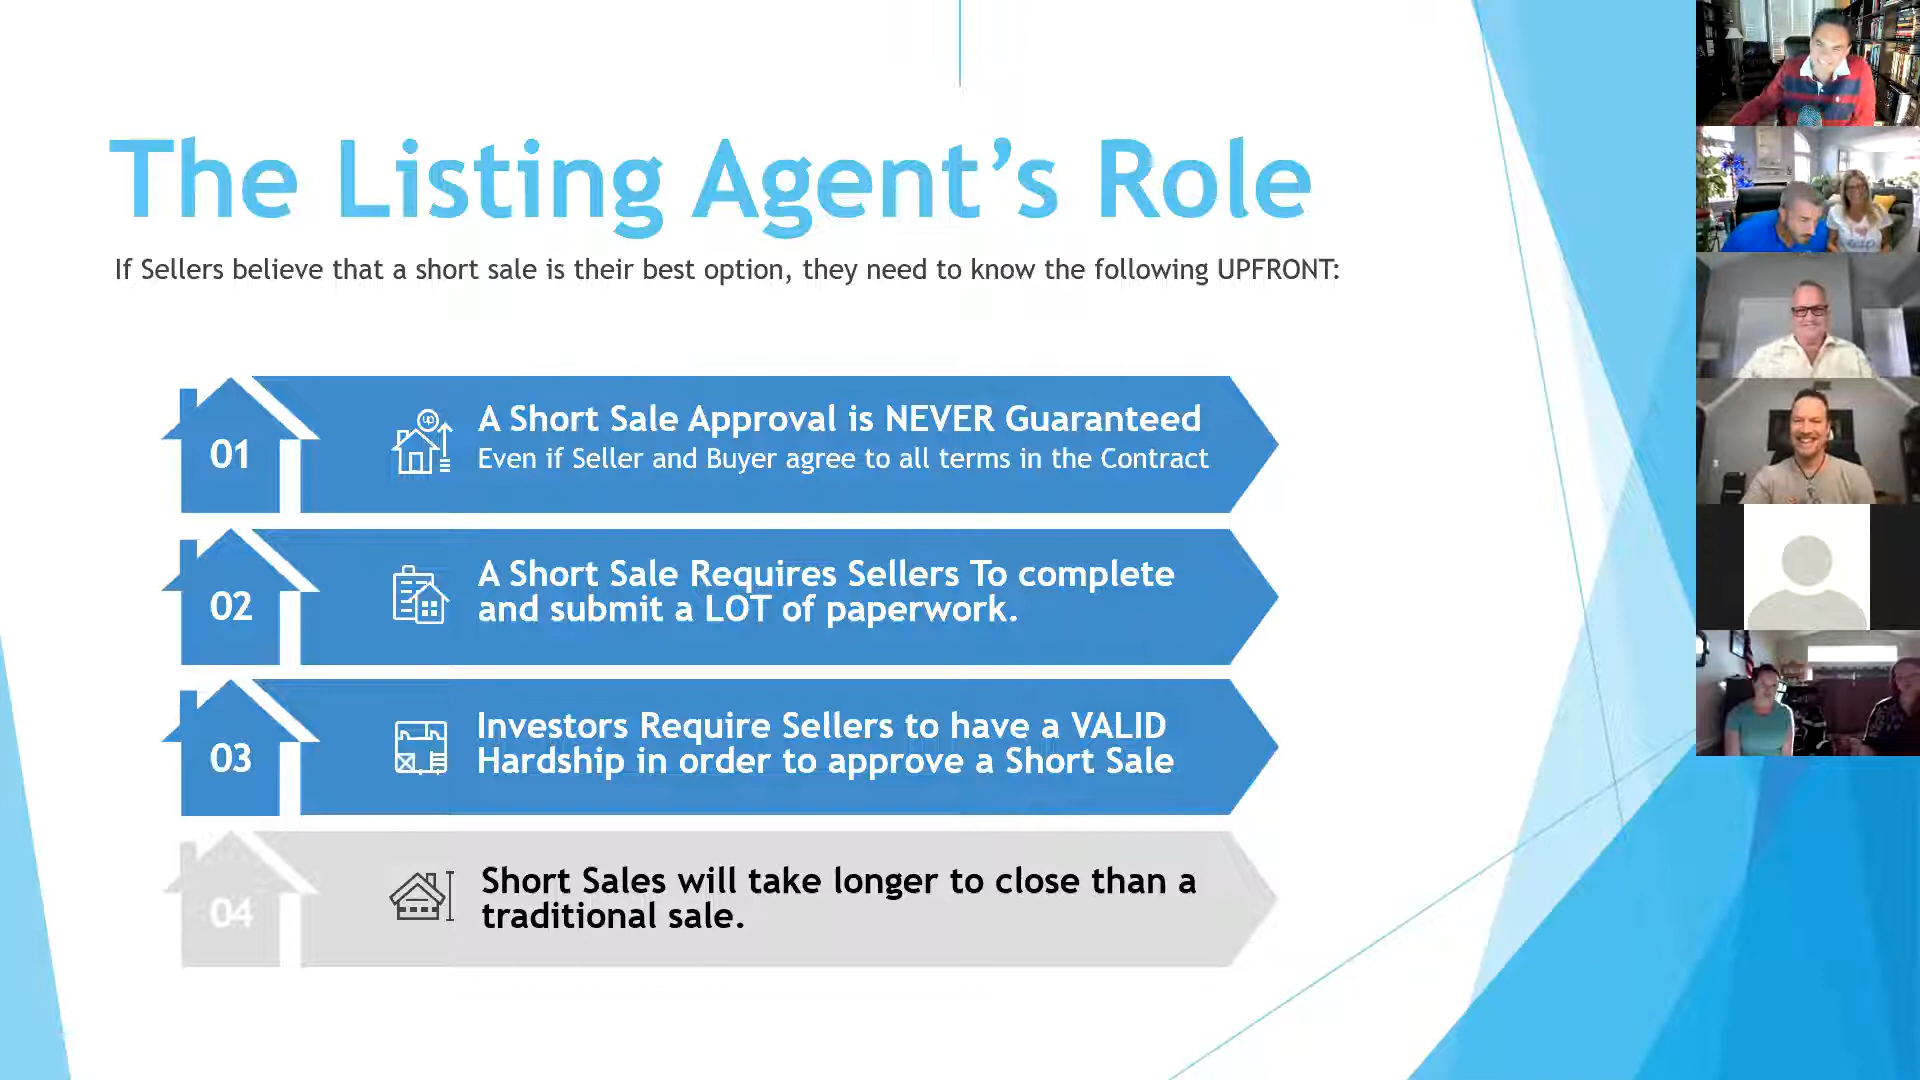 The Listing Agent’s Role
If Sellers believe that a short sale is their best option, they need to know the following UPFRONT:
01
A Short Sale Approval is NEVER Guaranteed
Even if Seller and Buyer agree to all terms in the Contract
02
A Short Sale Requires Sellers To complete
and submit a LOT of paperwork.
03
Investors Require Sellers to have a VALID
Hardship in order to approve a Short Sale
04
Short Sales will take longer to close than a
traditional sale.